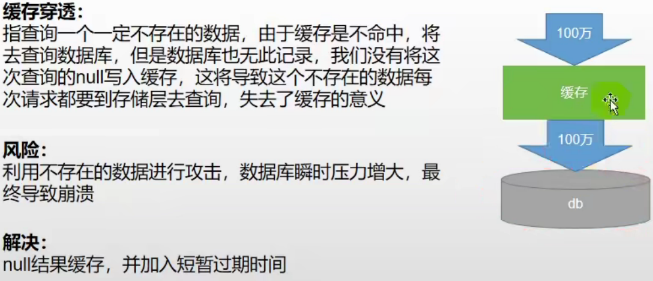 缓存穿透：
指查询一个一定不存在的数据，由于缓存是不命中，将
去查询数据库，但是数据库也无此记录，我们没有将这
次查询的null写入缓存，这将导致这个不存在的数据每
次请求都要到存储层去查询，失去了缓存的意义
风险：
利用不存在的数据进行攻击，数据库瞬时压力增大，最
终导致崩溃
解决：
null结果缓存，并加入短暂过期时间
100万
缓存
100万
db